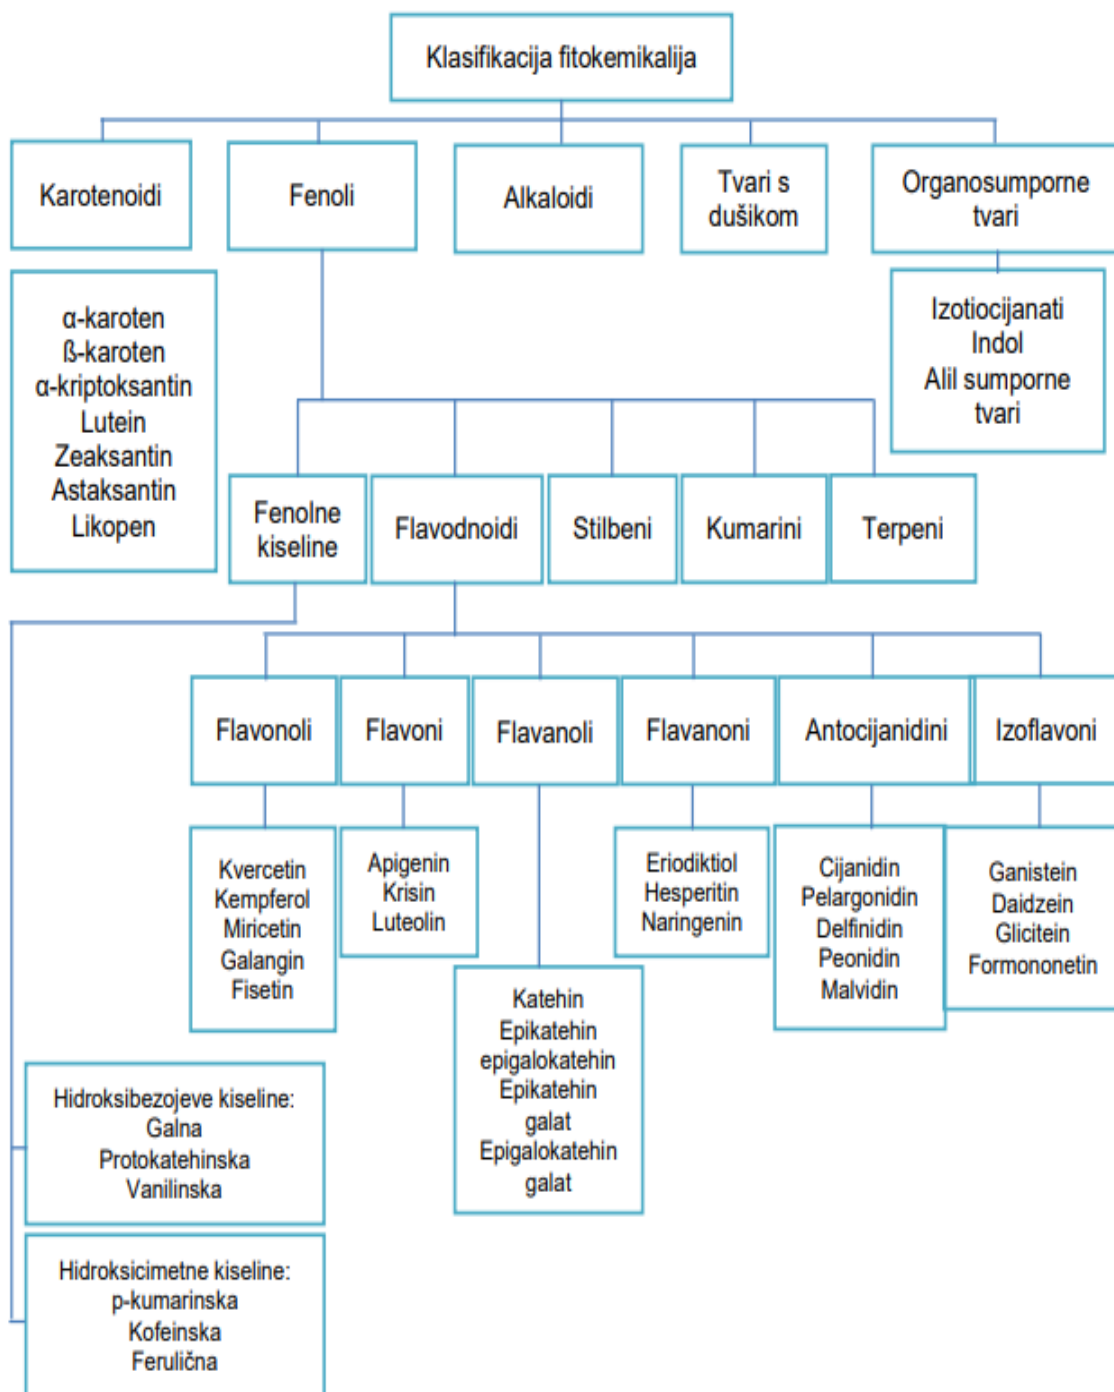 Klasifikacija fitokemikalija
Karotenoidi
Fenoli
Alkaloidi
Tvari s
dušikom
Organosumporne
tvari
α-karoten
ß-karoten
α-kriptoksantin
Lutein
Zeaksantin
Astaksantin
Likopen
Izotiocijanati
Indol
Alil sumporne
tvari
Fenolne
kiseline
Flavodnoidi
Stilbeni
Kumarini
Terpeni
Flavonoli
Flavoni
Flavanoli
Flavanoni
Antocijanidini
Izoflavoni
Kvercetin
Kempferol
Miricetin
Galangin
Fisetin
Apigenin
Krisin
Luteolin
Katehin
Epikatehin
epigalokatehin
Epikatehin
galat
Epigalokatehin
galat
Eriodiktiol
Hesperitin
Naringenin
Cijanidin
Pelargonidin
Delfinidin
Peonidin
Malvidin
Ganistein
Daidzein
Glicitein
Formononetin
Hidroksibezojeve kiseline:
Galna
Protokatehinska
Vanilinska
Hidroksicimetne kiseline:
p-kumarinska
Kofeinska
Ferulična